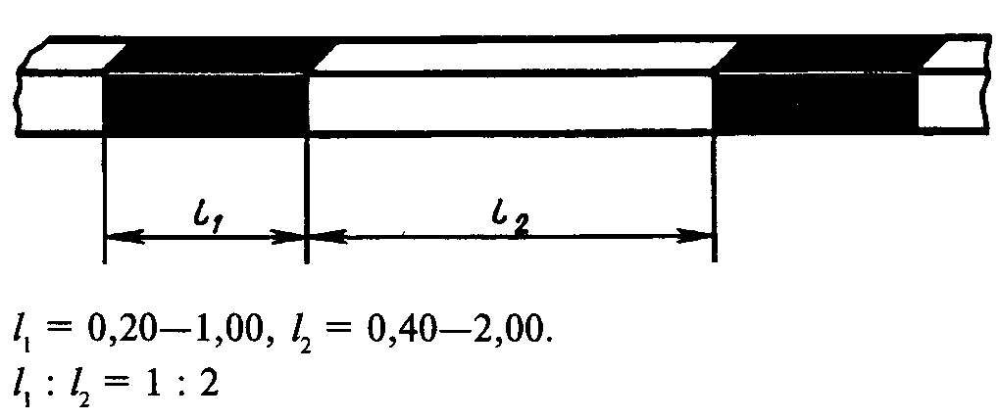 l₁ l₂
l₁ = 0,20—1,00, l₂ = 0,40—2,00.
l₁ : l₂ = 1 : 2